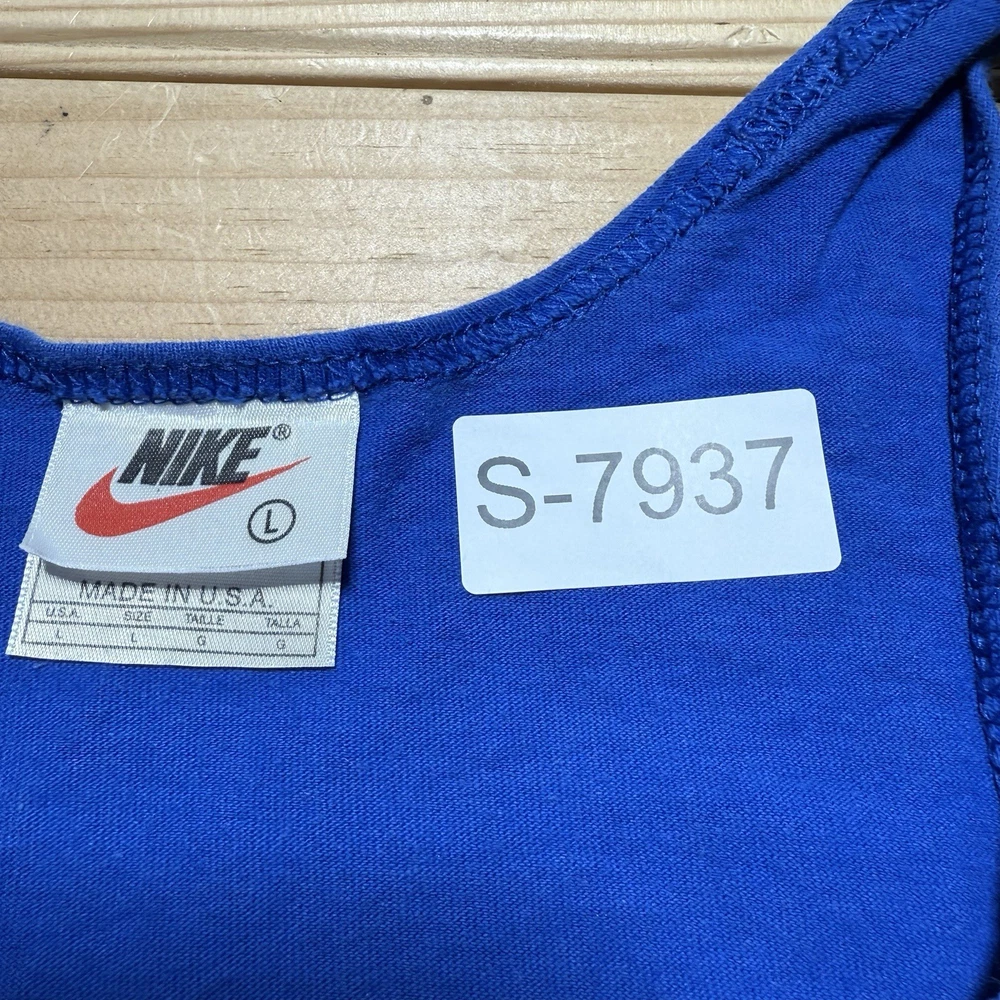 NIKE®
L
MADE IN U.S.A.
U.S.A SIZE TAILLE TALLA
L L G G
S-7937